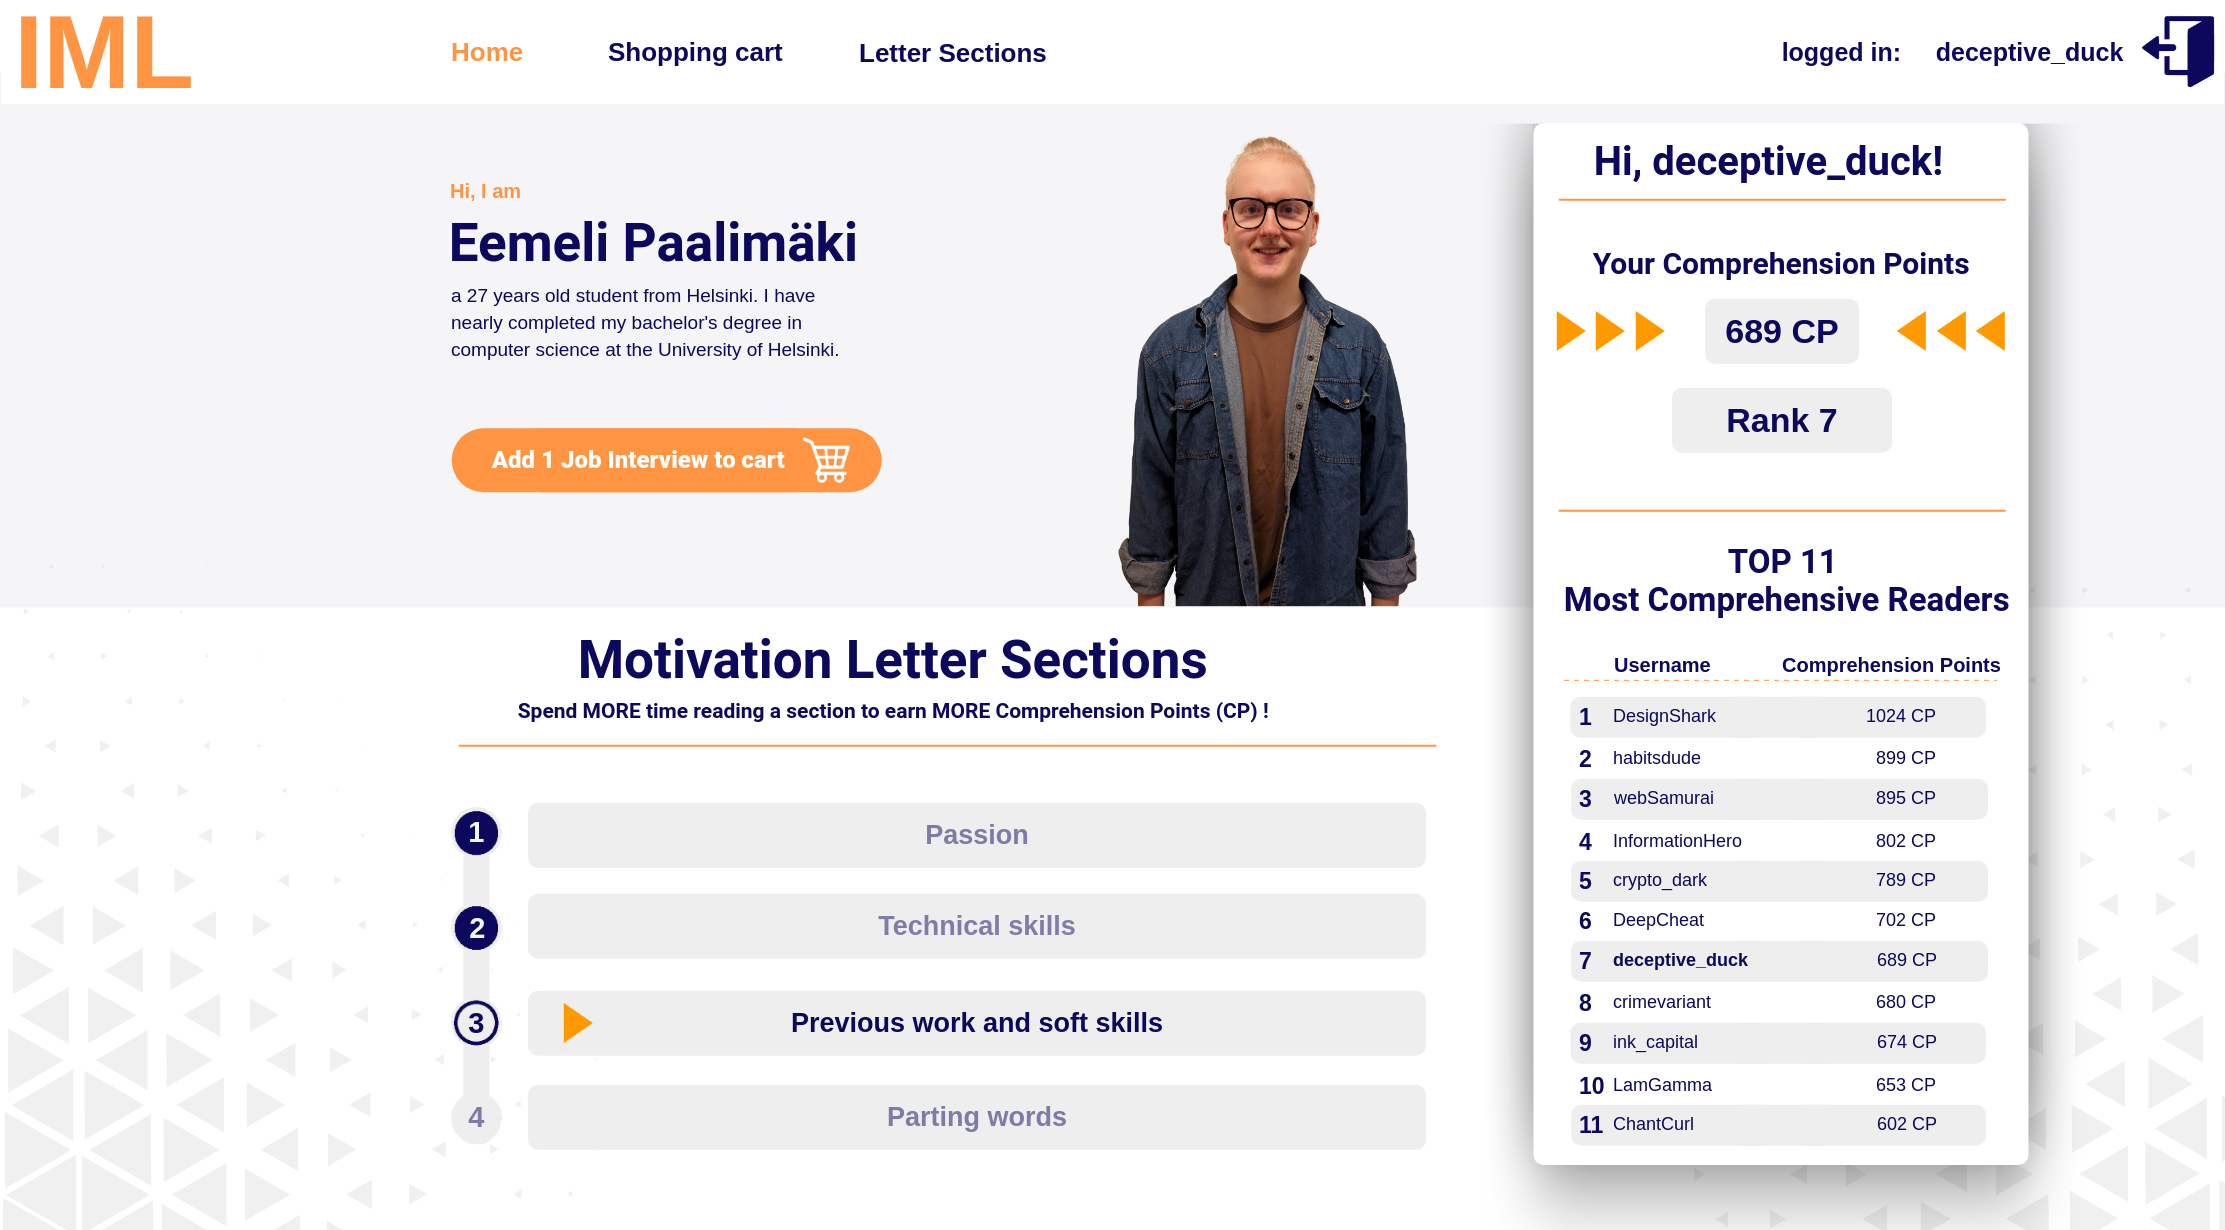 IML
Home
Shopping cart
Letter Sections
logged in:
deceptive_duck
Hi, I am
Eemeli Paalimäki
a 27 years old student from Helsinki. I have
nearly completed my bachelor's degree in
computer science at the University of Helsinki.
Add 1 Job Interview to cart
Motivation Letter Sections
Spend MORE time reading a section to earn MORE Comprehension Points (CP) !
1 Passion
2 Technical skills
3 Previous work and soft skills
4 Parting words
Hi, deceptive_duck!
Your Comprehension Points
689 CP
Rank 7
TOP 11
Most Comprehensive Readers
Username Comprehension Points
1 DesignShark 1024 CP
2 habitsdude 899 CP
3 webSamurai 895 CP
4 InformationHero 802 CP
5 crypto_dark 789 CP
6 DeepCheat 702 CP
7 deceptive_duck 689 CP
8 crimevariant 680 CP
9 ink_capital 674 CP
10 LamGamma 653 CP
11 ChantCurl 602 CP